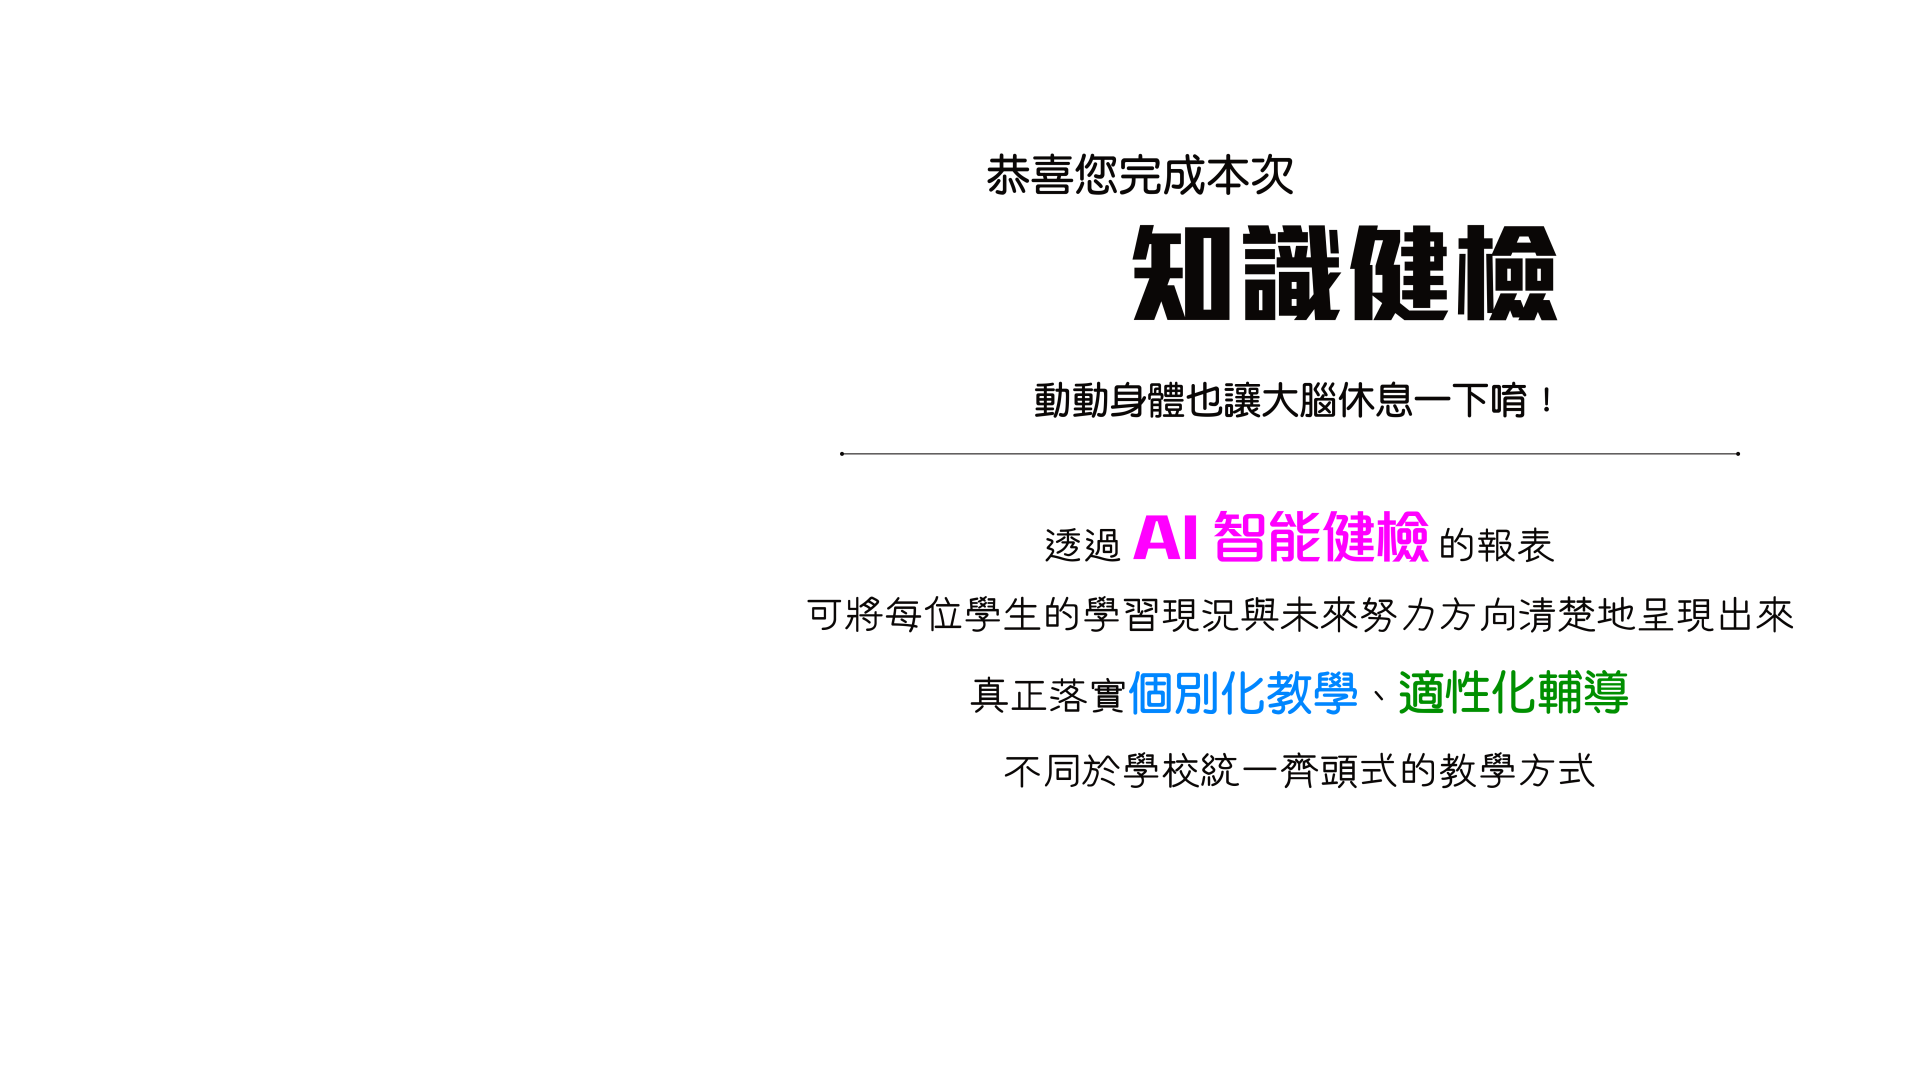 恭喜您完成本次
知識健檢
動動身體也讓大腦休息一下唷！
透過 AI 智能健檢 的報表
可將每位學生的學習現況與未來努力方向清楚地呈現出來
真正落實個別化教學、適性化輔導
不同於學校統一齊頭式的教學方式